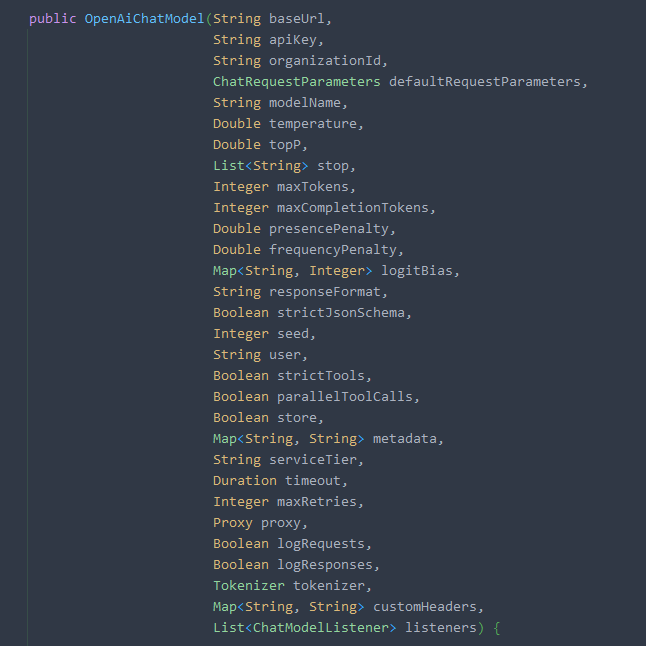 public OpenAiChatModel(String baseUrl,
String apiKey,
String organizationId,
ChatRequestParameters defaultRequestParameters,
String modelName,
Double temperature,
Double topP,
List<String> stop,
Integer maxTokens,
Integer maxCompletionTokens,
Double presencePenalty,
Double frequencyPenalty,
Map<String, Integer> logitBias,
String responseFormat,
Boolean strictJsonSchema,
Integer seed,
String user,
Boolean strictTools,
Boolean parallelToolCalls,
Boolean store,
Map<String, String> metadata,
String serviceTier,
Duration timeout,
Integer maxRetries,
Proxy proxy,
Boolean logRequests,
Boolean logResponses,
Tokenizer tokenizer,
Map<String, String> customHeaders,
List<ChatModelListener> listeners) {